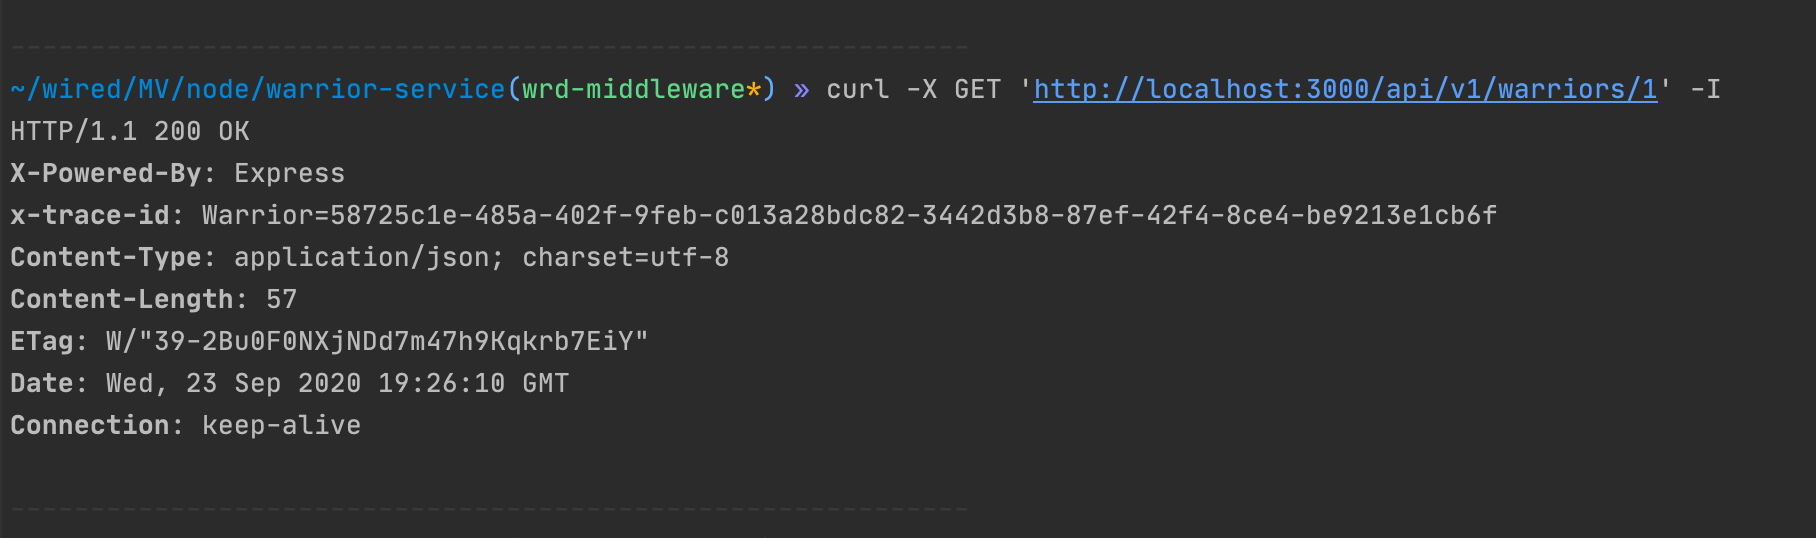 ~/wired/MV/node/warrior-service(wrd-middleware*) » curl -X GET 'http://localhost:3000/api/v1/warriors/1' -I
HTTP/1.1 200 OK
X-Powered-By: Express
x-trace-id: Warrior=58725c1e-485a-402f-9feb-c013a28bdc82-3442d3b8-87ef-42f4-8ce4-be9213e1cb6f
Content-Type: application/json; charset=utf-8
Content-Length: 57
ETag: W/"39-2Bu0F0NXjNDd7m47h9Kqkrb7EiY"
Date: Wed, 23 Sep 2020 19:26:10 GMT
Connection: keep-alive